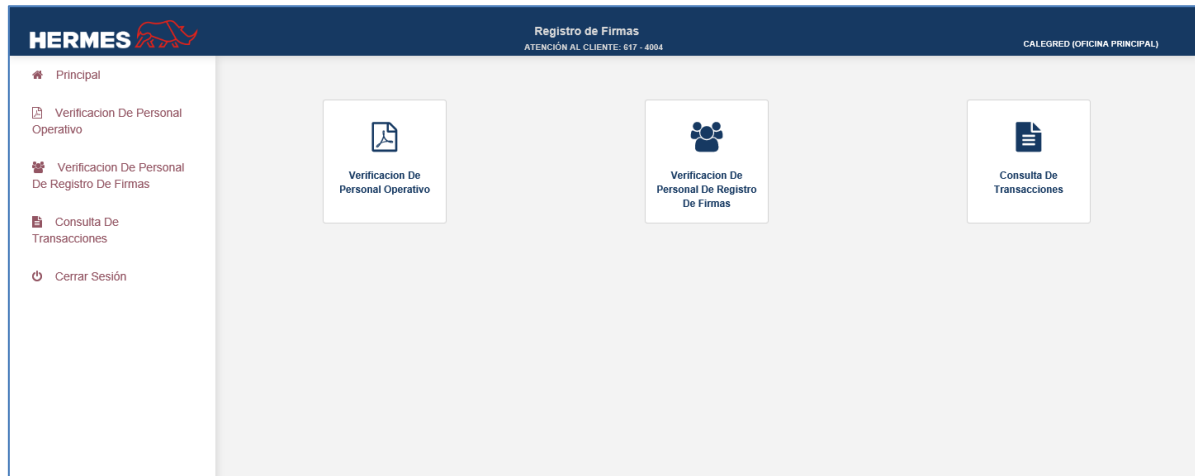 HERMES
Registro de Firmas
ATENCIÓN AL CLIENTE: 617 - 4004
CALEGRED (OFICINA PRINCIPAL)
Principal
Verificacion De Personal
Operativo
Verificacion De Personal
De Registro De Firmas
Consulta De
Transacciones
Cerrar Sesión
Verificacion De
Personal Operativo
Verificacion De
Personal De Registro
De Firmas
Consulta De
Transacciones